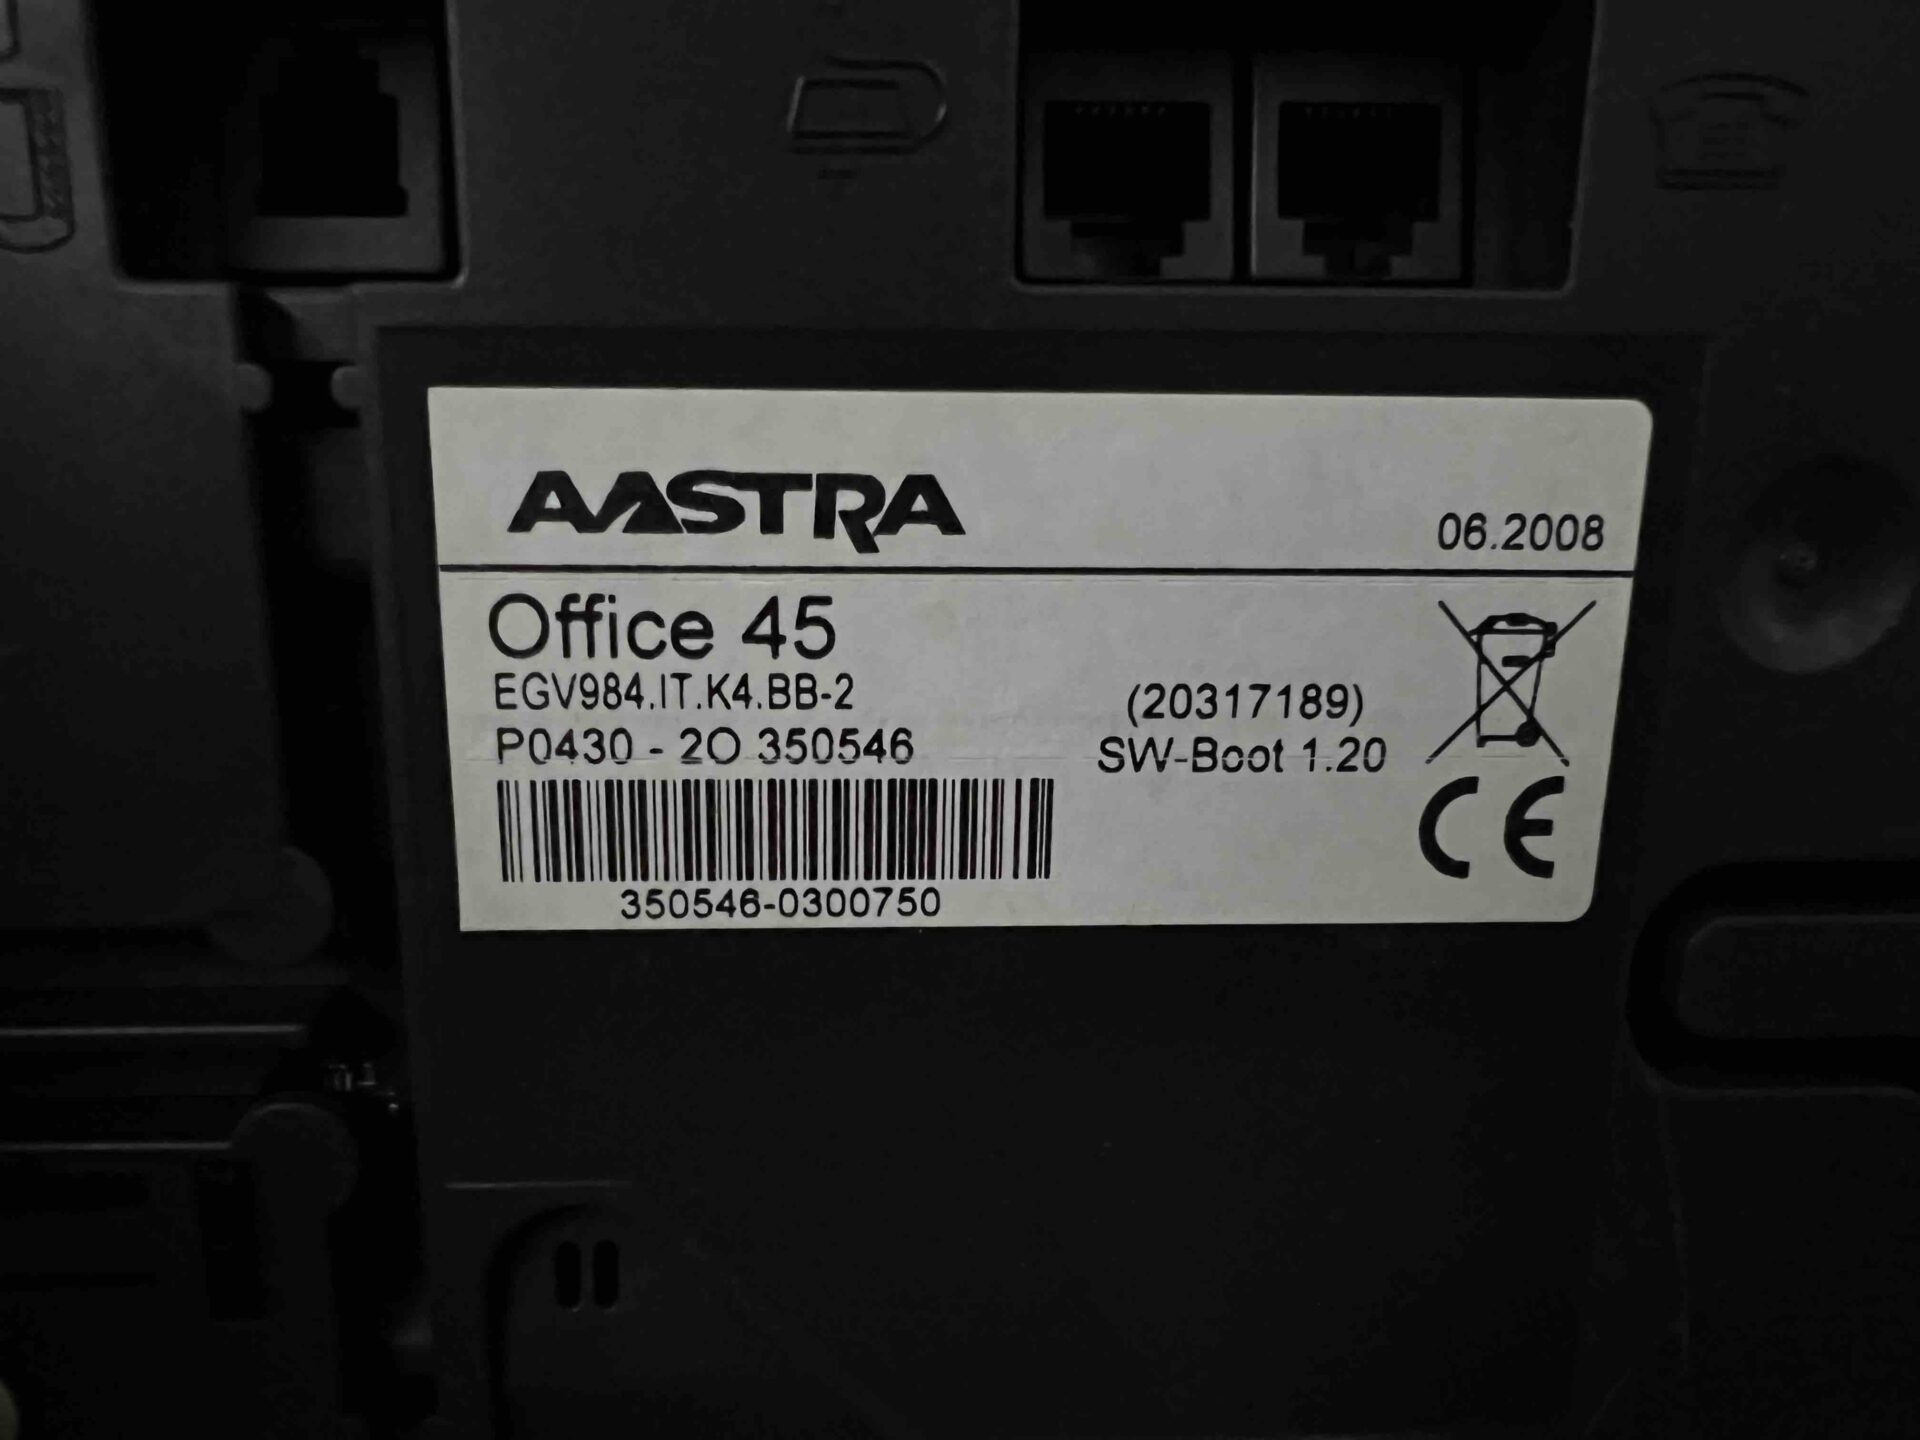 AASTRA
06.2008
Office 45
EGV984.IT.K4.BB-2
(20317189)
P0430 - 2O 350546
SW-Boot 1.20
CE
350546-0300750